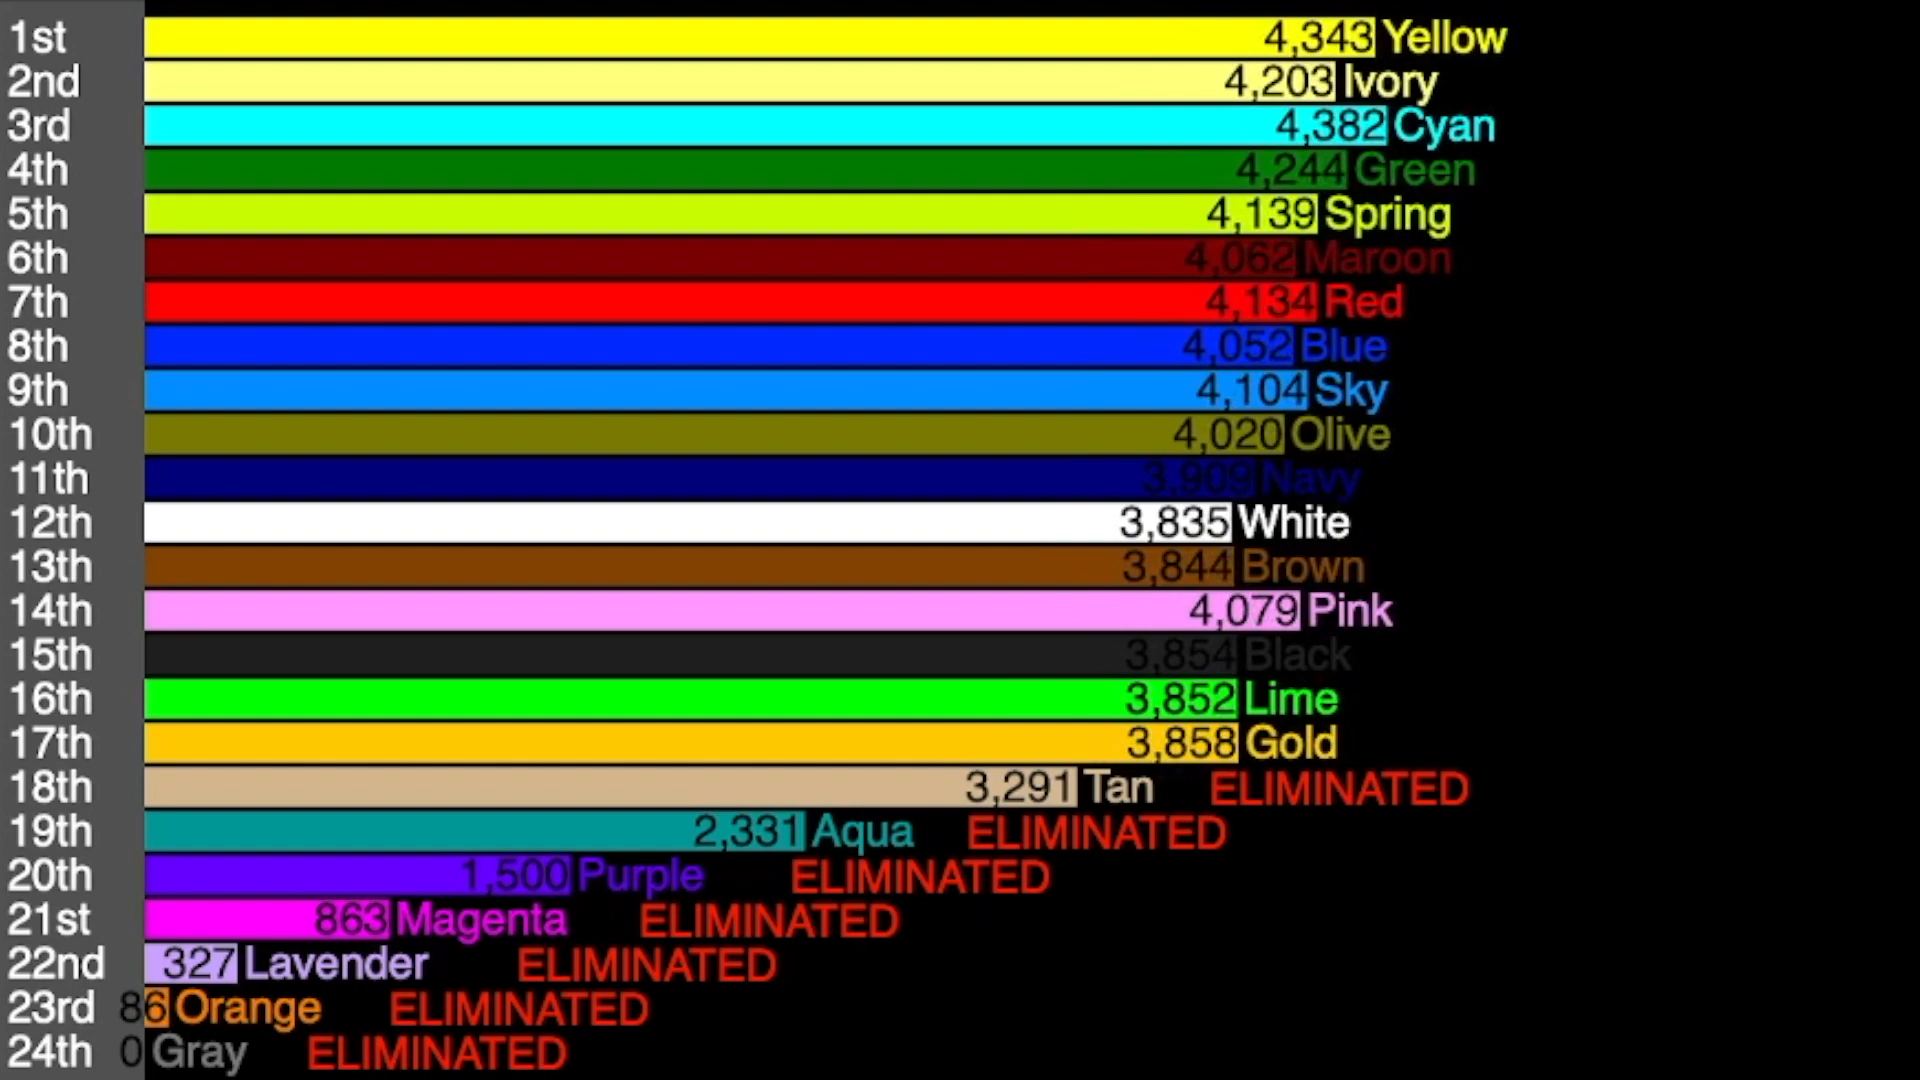 1st 4,343 Yellow
2nd 4,203 Ivory
3rd 4,382 Cyan
4th 4,244 Green
5th 4,139 Spring
6th 4,062 Maroon
7th 4,134 Red
8th 4,052 Blue
9th 4,104 Sky
10th 4,020 Olive
11th 3,909 Navy
12th 3,835 White
13th 3,844 Brown
14th 4,079 Pink
15th 3,854 Black
16th 3,852 Lime
17th 3,858 Gold
18th 3,291 Tan ELIMINATED
19th 2,331 Aqua ELIMINATED
20th 1,500 Purple ELIMINATED
21st 863 Magenta ELIMINATED
22nd 327 Lavender ELIMINATED
23rd 86 Orange ELIMINATED
24th 0 Gray ELIMINATED